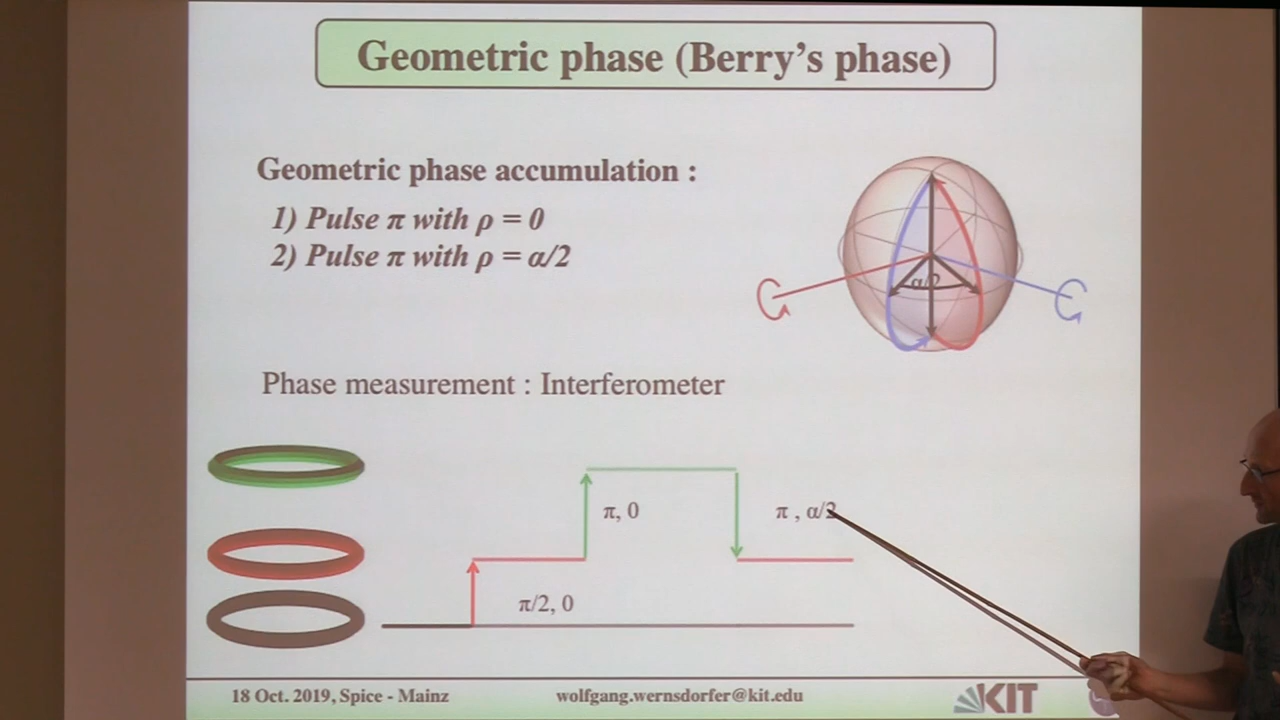 Geometric phase (Berry's phase)
Geometric phase accumulation :
1) Pulse π with ρ = 0
2) Pulse π with ρ = α/2
α/2
Phase measurement : Interferometer
π, 0
π , α/2
π/2, 0
18 Oct. 2019, Spice - Mainz
wolfgang.wernsdorfer@kit.edu
KIT